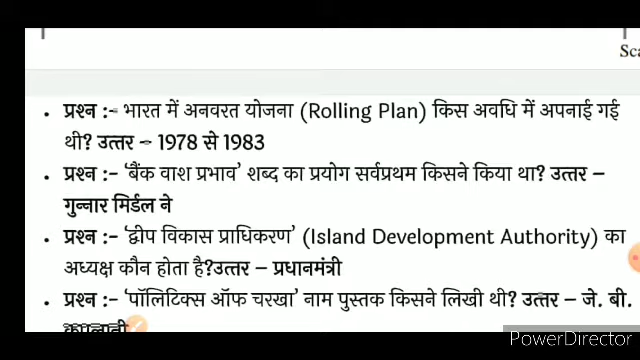 Sca
• प्रश्न :- भारत में अनवरत योजना (Rolling Plan) किस अवधि में अपनाई गई
थी? उत्तर – 1978 से 1983
• प्रश्न :- ‘बैंक वाश प्रभाव’ शब्द का प्रयोग सर्वप्रथम किसने किया था? उत्तर –
गुन्नार मिर्डल ने
• प्रश्न :- ‘द्वीप विकास प्राधिकरण’ (Island Development Authority) का
अध्यक्ष कौन होता है?उत्तर – प्रधानमंत्री
• प्रश्न :- ‘पॉलिटिक्स ऑफ चरखा’ नाम पुस्तक किसने लिखी थी? उत्तर – जे. बी.
PowerDirector